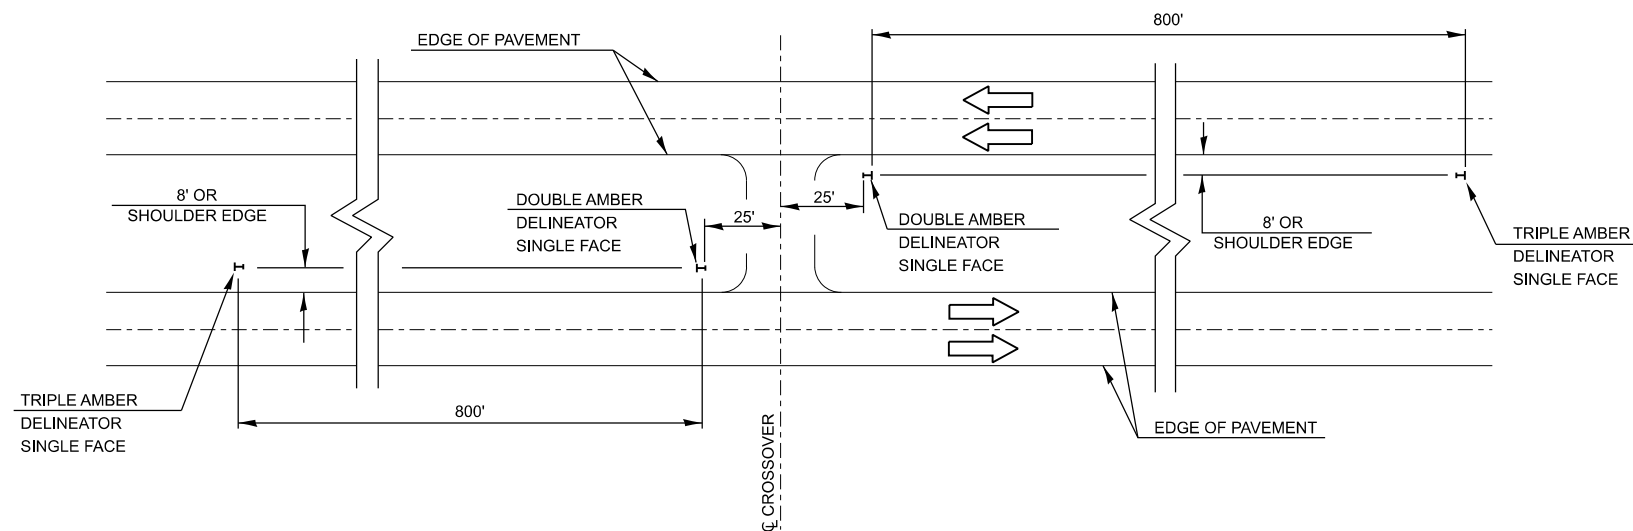 800'
EDGE OF PAVEMENT
8' OR
SHOULDER EDGE
DOUBLE AMBER
DELINEATOR
SINGLE FACE
25'
25'
DOUBLE AMBER
DELINEATOR
SINGLE FACE
8' OR
SHOULDER EDGE
TRIPLE AMBER
DELINEATOR
SINGLE FACE
TRIPLE AMBER
DELINEATOR
SINGLE FACE
800'
℄ CROSSOVER
EDGE OF PAVEMENT